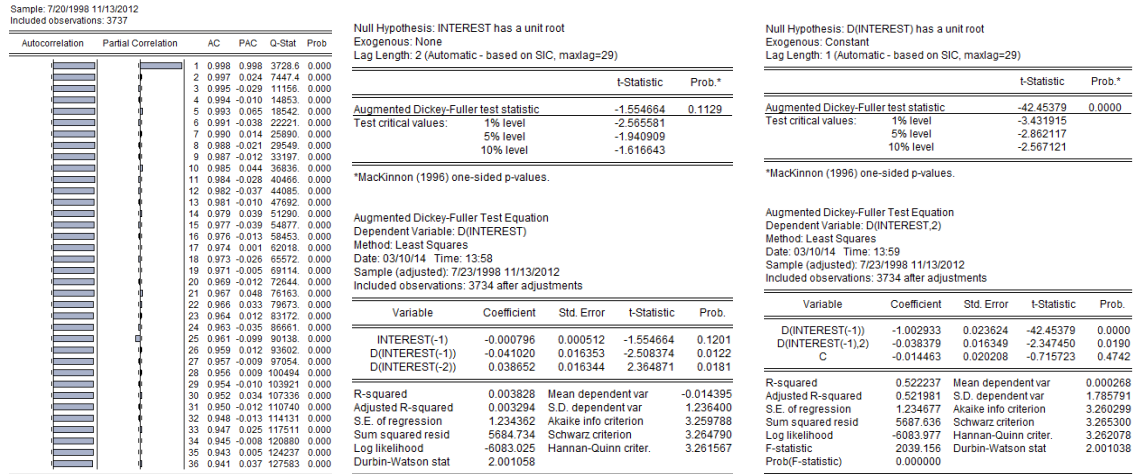 Sample: 7/20/1998 11/13/2012
Included observations: 3737
Autocorrelation Partial Correlation AC PAC Q-Stat Prob
1 0.998 0.998 3728.6 0.000
2 0.997 0.024 7447.4 0.000
3 0.995 -0.029 11156. 0.000
4 0.994 -0.010 14853. 0.000
5 0.993 0.065 18542. 0.000
6 0.991 -0.038 22221. 0.000
7 0.990 0.014 25890. 0.000
8 0.988 -0.021 29549. 0.000
9 0.987 -0.012 33197. 0.000
10 0.985 0.044 36836. 0.000
11 0.984 -0.028 40466. 0.000
12 0.982 -0.037 44085. 0.000
13 0.981 -0.010 47692. 0.000
14 0.979 0.039 51290. 0.000
15 0.977 -0.039 54877. 0.000
16 0.976 -0.013 58453. 0.000
17 0.974 0.001 62018. 0.000
18 0.973 -0.026 65572. 0.000
19 0.971 -0.005 69114. 0.000
20 0.969 -0.012 72644. 0.000
21 0.967 0.048 76163. 0.000
22 0.966 0.033 79673. 0.000
23 0.964 0.012 83172. 0.000
24 0.963 -0.035 86661. 0.000
25 0.961 -0.099 90138. 0.000
26 0.959 0.012 93602. 0.000
27 0.957 -0.009 97054. 0.000
28 0.956 0.009 100494 0.000
29 0.954 -0.010 103921 0.000
30 0.952 0.034 107336 0.000
31 0.950 -0.012 110740 0.000
32 0.948 -0.013 114131 0.000
33 0.947 0.025 117511 0.000
34 0.945 -0.008 120880 0.000
35 0.943 0.005 124237 0.000
36 0.941 0.037 127583 0.000
Null Hypothesis: INTEREST has a unit root
Exogenous: None
Lag Length: 2 (Automatic - based on SIC, maxlag=29)
t-Statistic Prob.*
Augmented Dickey-Fuller test statistic -1.554664 0.1129
Test critical values: 1% level -2.565581
5% level -1.940909
10% level -1.616643
*MacKinnon (1996) one-sided p-values.
Augmented Dickey-Fuller Test Equation
Dependent Variable: D(INTEREST)
Method: Least Squares
Date: 03/10/14 Time: 13:58
Sample (adjusted): 7/23/1998 11/13/2012
Included observations: 3734 after adjustments
Variable Coefficient Std. Error t-Statistic Prob.
INTEREST(-1) -0.000796 0.000512 -1.554664 0.1201
D(INTEREST(-1)) -0.041020 0.016353 -2.508374 0.0122
D(INTEREST(-2)) 0.038652 0.016344 2.364871 0.0181
R-squared 0.003828 Mean dependent var -0.014395
Adjusted R-squared 0.003294 S.D. dependent var 1.236400
S.E. of regression 1.234362 Akaike info criterion 3.259788
Sum squared resid 5684.734 Schwarz criterion 3.264790
Log likelihood -6083.025 Hannan-Quinn criter. 3.261567
Durbin-Watson stat 2.001058
Null Hypothesis: D(INTEREST) has a unit root
Exogenous: Constant
Lag Length: 1 (Automatic - based on SIC, maxlag=29)
t-Statistic Prob.*
Augmented Dickey-Fuller test statistic -42.45379 0.0000
Test critical values: 1% level -3.431915
5% level -2.862117
10% level -2.567121
*MacKinnon (1996) one-sided p-values.
Augmented Dickey-Fuller Test Equation
Dependent Variable: D(INTEREST,2)
Method: Least Squares
Date: 03/10/14 Time: 13:59
Sample (adjusted): 7/23/1998 11/13/2012
Included observations: 3734 after adjustments
Variable Coefficient Std. Error t-Statistic Prob.
D(INTEREST(-1)) -1.002933 0.023624 -42.45379 0.0000
D(INTEREST(-1),2) -0.038379 0.016349 -2.347450 0.0190
C -0.014463 0.020208 -0.715723 0.4742
R-squared 0.522237 Mean dependent var 0.000268
Adjusted R-squared 0.521981 S.D. dependent var 1.785791
S.E. of regression 1.234677 Akaike info criterion 3.260299
Sum squared resid 5687.636 Schwarz criterion 3.265300
Log likelihood -6083.977 Hannan-Quinn criter. 3.262078
F-statistic 2039.156 Durbin-Watson stat 2.001038
Prob(F-statistic) 0.000000